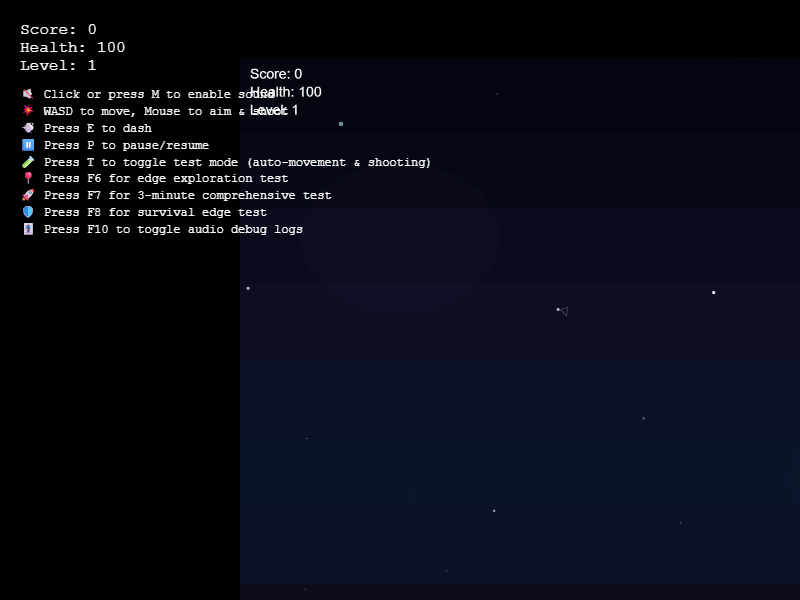 Score: 0
Health: 100
Level: 1
Score: 0
Health: 100
Level: 1
Click or press M to enable sound
WASD to move, Mouse to aim & shoot
Press E to dash
Press P to pause/resume
Press T to toggle test mode (auto-movement & shooting)
Press F6 for edge exploration test
Press F7 for 3-minute comprehensive test
Press F8 for survival edge test
Press F10 to toggle audio debug logs